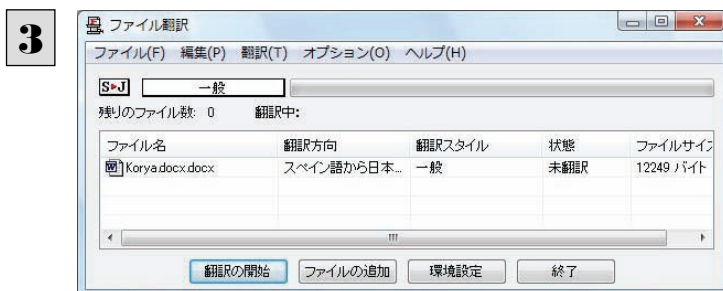 3
ファイル翻訳
ファイル(F) 編集(P) 翻訳(T) オプション(O) ヘルプ(H)
S▸J 一般
残りのファイル数: 0 翻訳中:
ファイル名 翻訳方向 翻訳スタイル 状態 ファイルサイズ
Korya.docx.docx スペイン語から日本... 一般 未翻訳 12249 バイト
翻訳の開始 ファイルの追加 環境設定 終了